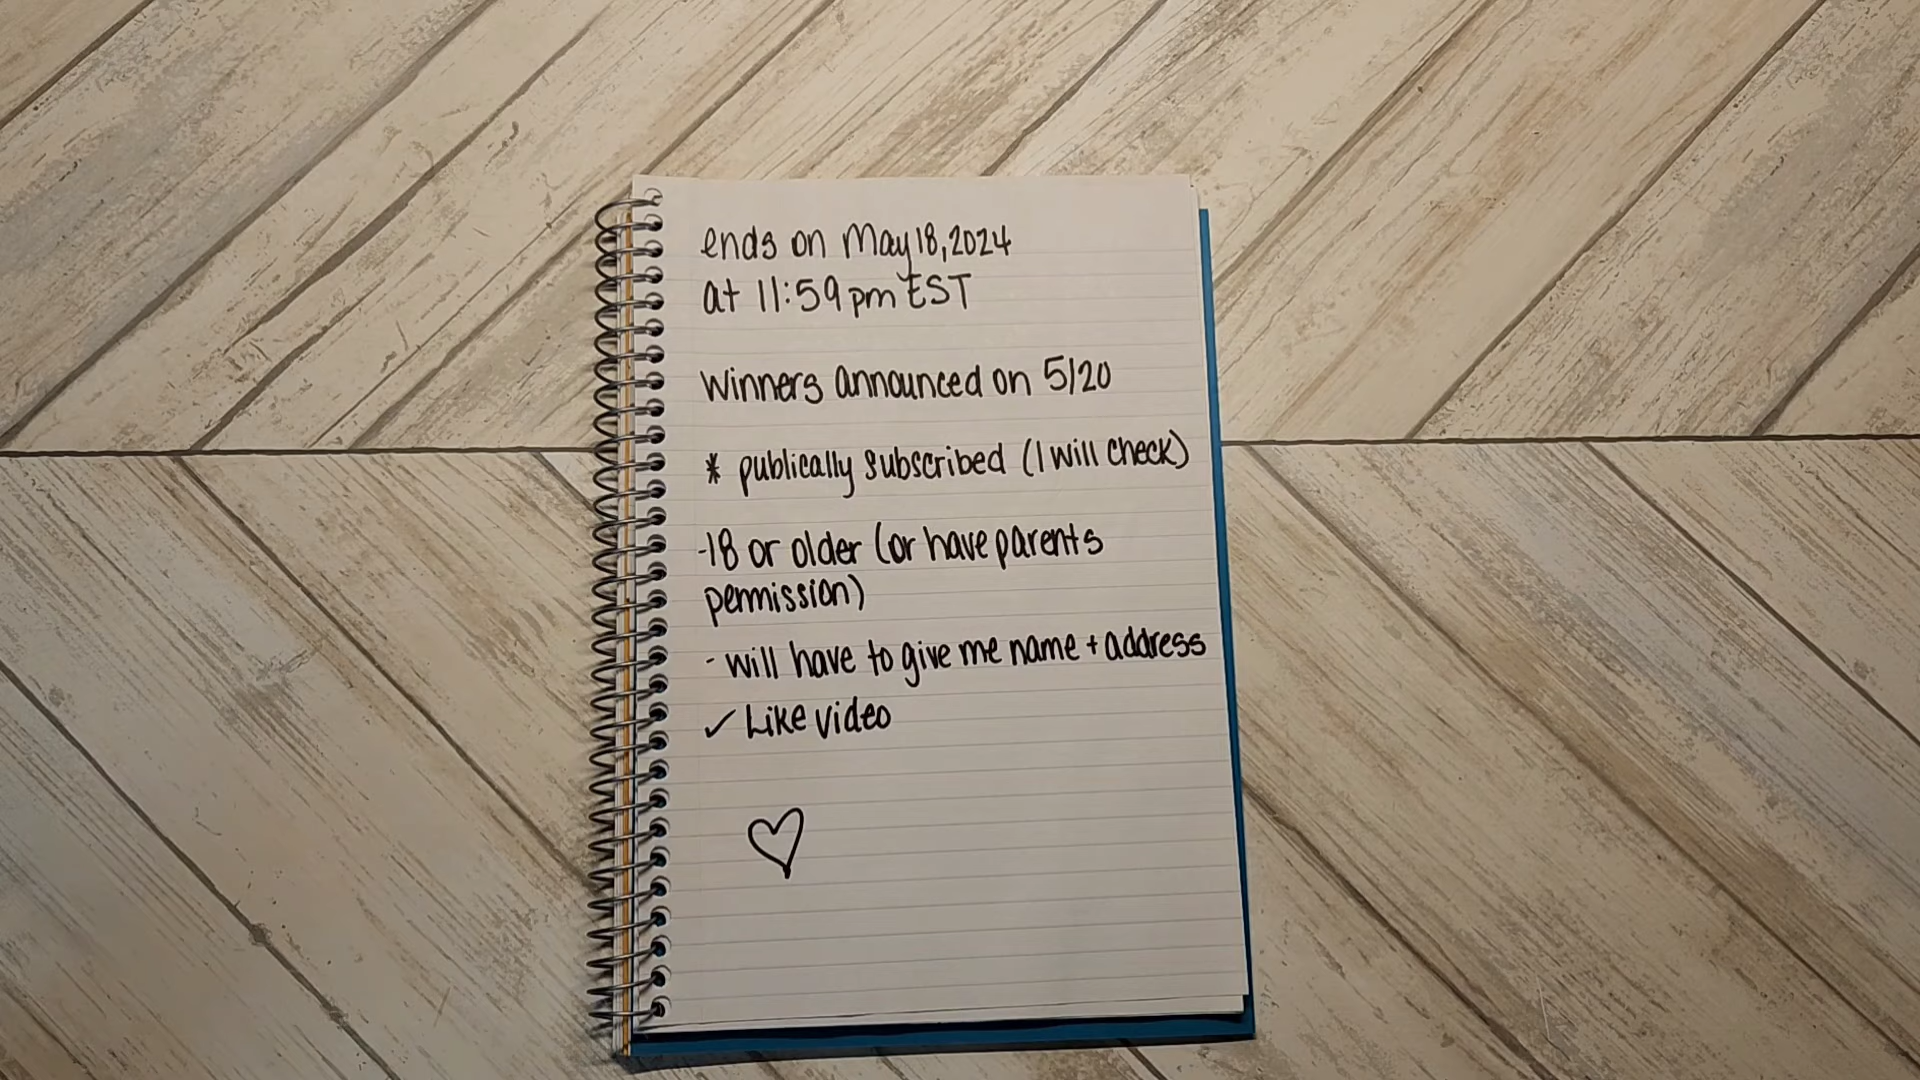 ends on May 18, 2024
at 11:59 pm EST
Winners announced on 5/20
* publically subscribed (I will check)
-18 or older (or have parents
permission)
- will have to give me name + address
✓ Like video